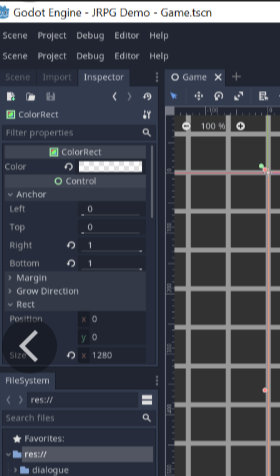 Godot Engine - JRPG Demo - Game.tscn
Scene Project Debug Editor Help
Scene Project Debug Editor Help
Scene Import Inspector
Game
ColorRect
Filter properties
100 %
ColorRect
Color
Control
Anchor
Left 0
Top 0
Right 1
Bottom 1
Margin
Grow Direction
Rect
Position x 0
y 0
Size x 1280
FileSystem
res://
Search files
Favorites:
res://
dialogue